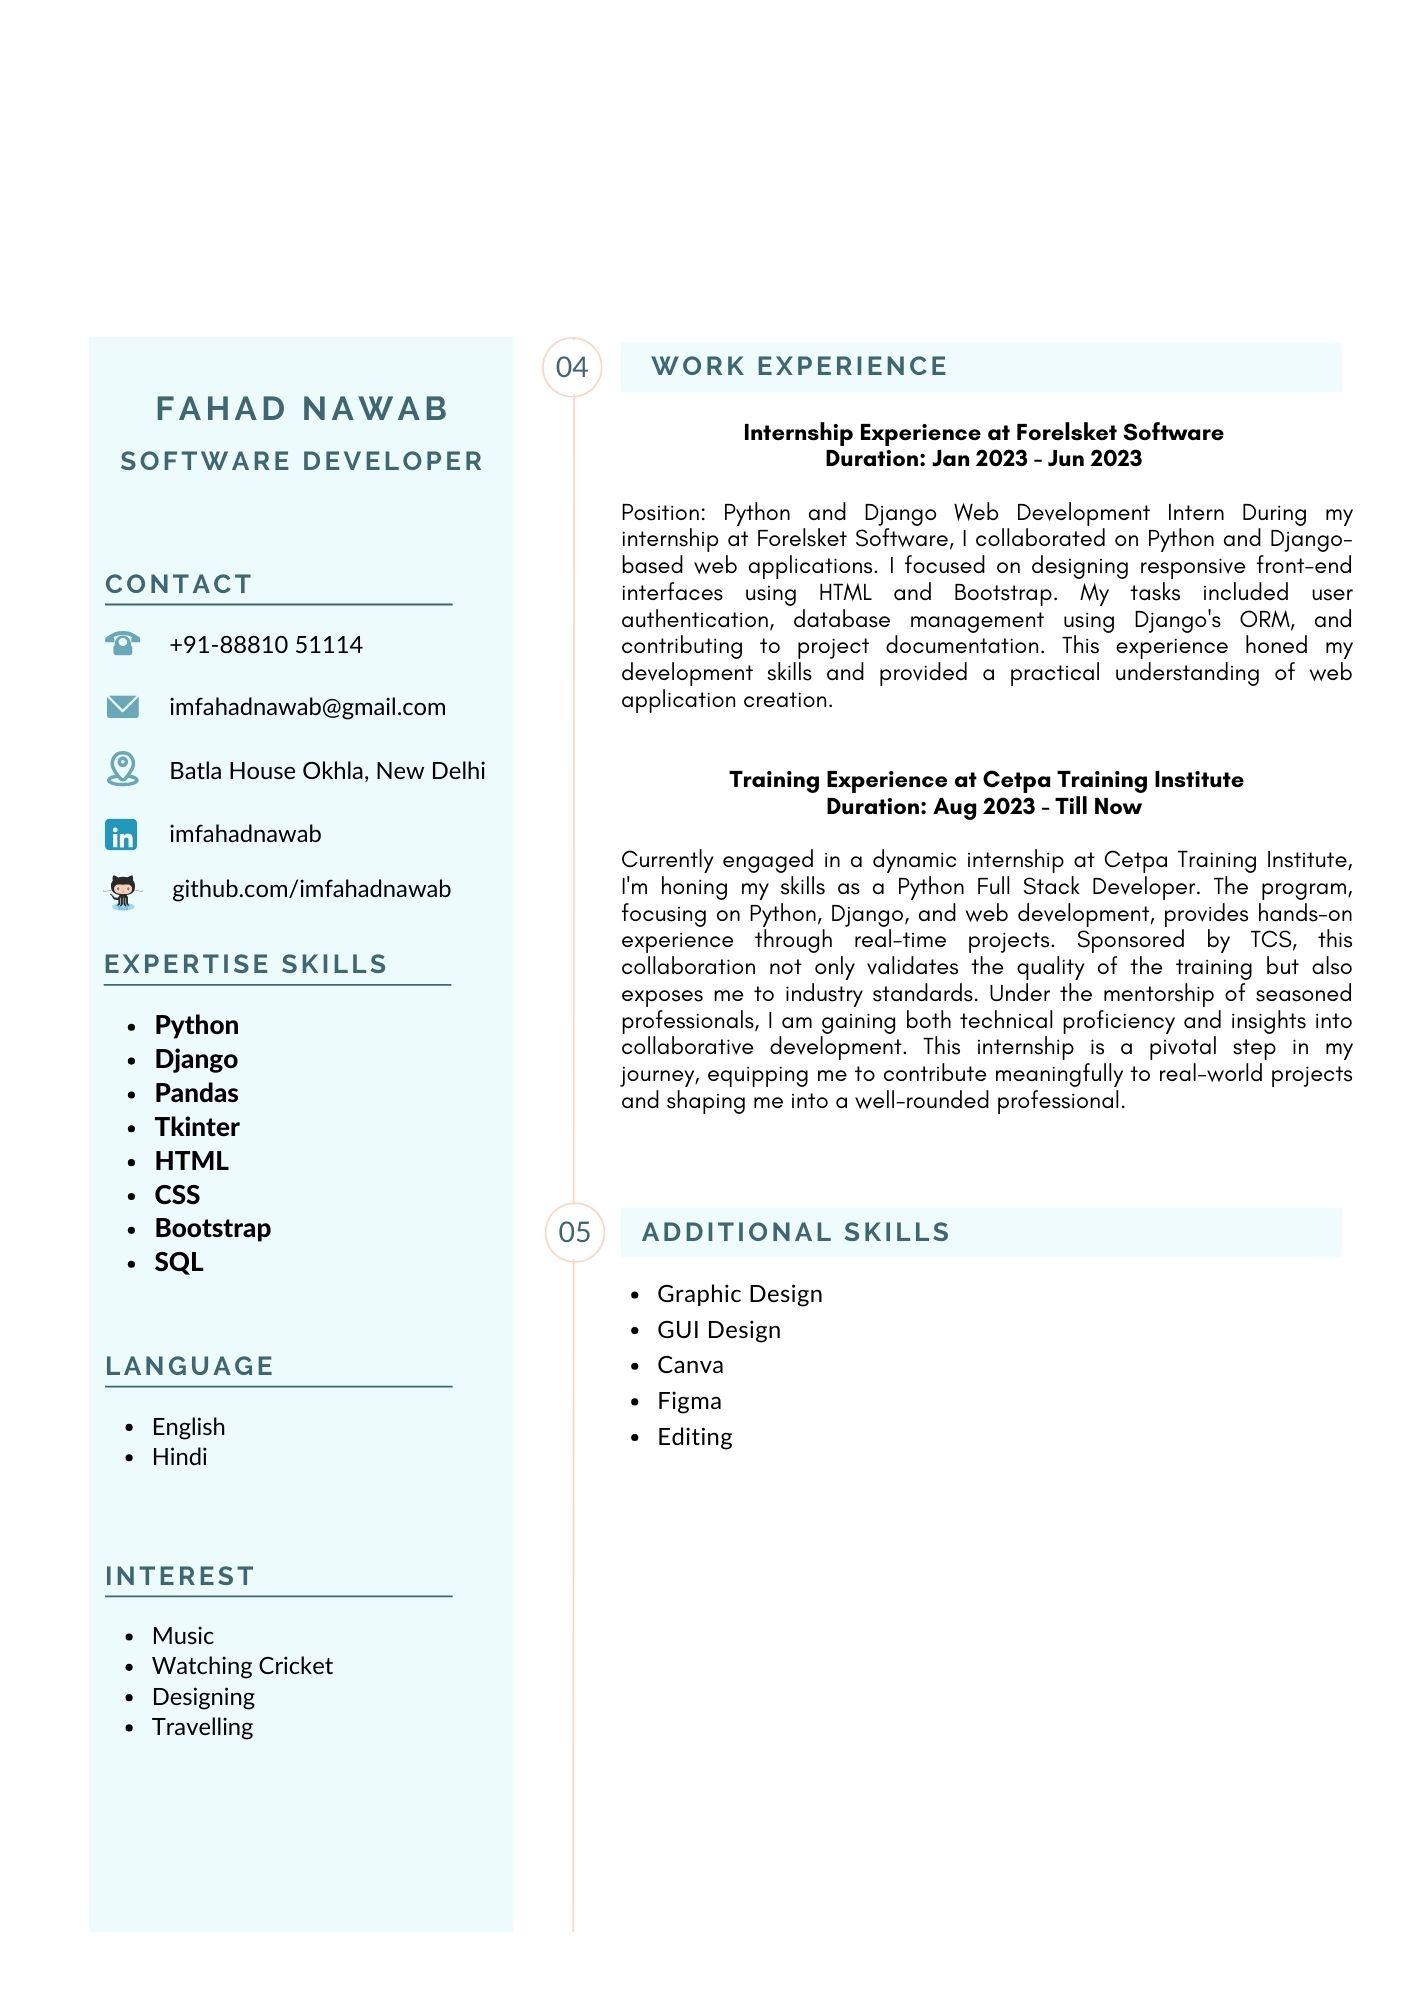 FAHAD NAWAB
SOFTWARE DEVELOPER
CONTACT
+91-88810 51114
imfahadnawab@gmail.com
Batla House Okhla, New Delhi
in
imfahadnawab
github.com/imfahadnawab
EXPERTISE SKILLS
• Python
• Django
• Pandas
• Tkinter
• HTML
• CSS
• Bootstrap
• SQL
LANGUAGE
• English
• Hindi
INTEREST
• Music
• Watching Cricket
• Designing
• Travelling
04
WORK EXPERIENCE
Internship Experience at Forelsket Software
Duration: Jan 2023 - Jun 2023
Position: Python and Django Web Development Intern During my
internship at Forelsket Software, I collaborated on Python and Django-
based web applications. I focused on designing responsive front-end
interfaces using HTML and Bootstrap. My tasks included user
authentication, database management using Django's ORM, and
contributing to project documentation. This experience honed my
development skills and provided a practical understanding of web
application creation.
Training Experience at Cetpa Training Institute
Duration: Aug 2023 - Till Now
Currently engaged in a dynamic internship at Cetpa Training Institute,
I'm honing my skills as a Python Full Stack Developer. The program,
focusing on Python, Django, and web development, provides hands-on
experience through real-time projects. Sponsored by TCS, this
collaboration not only validates the quality of the training but also
exposes me to industry standards. Under the mentorship of seasoned
professionals, I am gaining both technical proficiency and insights into
collaborative development. This internship is a pivotal step in my
journey, equipping me to contribute meaningfully to real-world projects
and shaping me into a well-rounded professional.
05
ADDITIONAL SKILLS
• Graphic Design
• GUI Design
• Canva
• Figma
• Editing